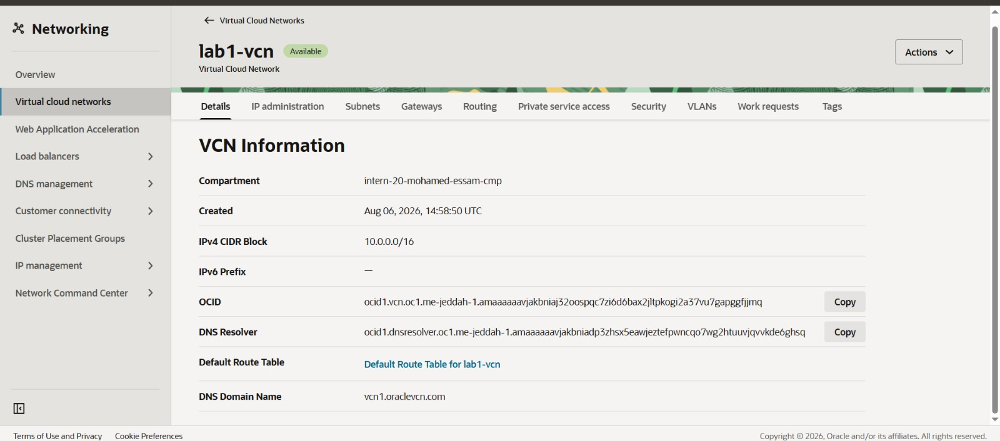 Networking
Overview
Virtual cloud networks
Web Application Acceleration
Load balancers
DNS management
Customer connectivity
Cluster Placement Groups
IP management
Network Command Center
Virtual Cloud Networks
lab1-vcn Available
Virtual Cloud Network
Actions
Details IP administration Subnets Gateways Routing Private service access Security VLANs Work requests Tags
VCN Information
Compartment intern-20-mohamed-essam-cmp
Created Aug 06, 2026, 14:58:50 UTC
IPv4 CIDR Block 10.0.0.0/16
IPv6 Prefix —
OCID ocid1.vcn.oc1.me-jeddah-1.amaaaaaavjakbniaj32oospqc7zi6d6bax2jltpkogi2a37vu7gapggfjjmq Copy
DNS Resolver ocid1.dnsresolver.oc1.me-jeddah-1.amaaaaaavjakbniadp3zhsx5eawjeztefpwncqo7wg2htuuvjqvvkde6ghsq Copy
Default Route Table Default Route Table for lab1-vcn
DNS Domain Name vcn1.oraclevcn.com
Terms of Use and Privacy Cookie Preferences Copyright © 2026, Oracle and/or its affiliates. All rights reserved.